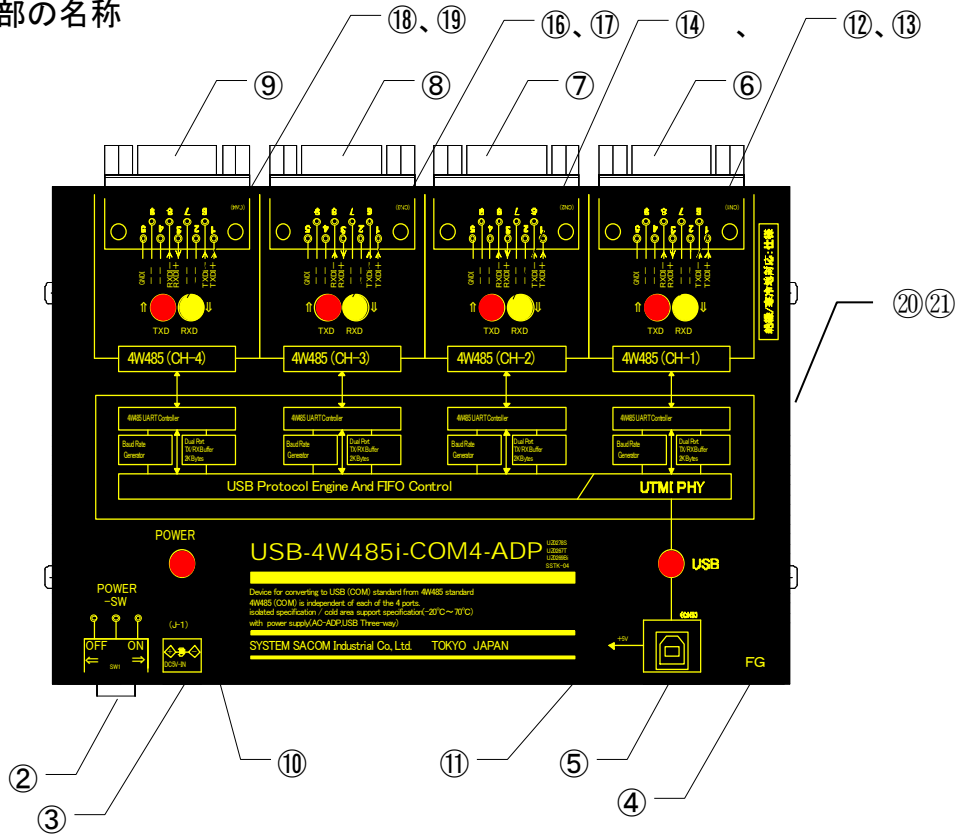 部の名称
⑱、⑲
⑯、⑰
⑭ 、
⑫、⑬
⑨
⑧
⑦
⑥
⑳㉑
GND
TXD RXD
TXD RXD
TXD RXD
TXD RXD
4W485(CH-4)
4W485(CH-3)
4W485(CH-2)
4W485(CH-1)
4W485 UART Controller
4W485 UART Controller
4W485 UART Controller
4W485 UART Controller
Baud Rate
Generator
Dual Port
TX/RX Buffer
2K Bytes
Baud Rate
Generator
Dual Port
TX/RX Buffer
2K Bytes
Baud Rate
Generator
Dual Port
TX/RX Buffer
2K Bytes
Baud Rate
Generator
Dual Port
TX/RX Buffer
2K Bytes
USB Protocol Engine And FIFO Control
UTMI PHY
POWER
USB-4W485i-COM4-ADP
SSTK-04
USB
Device for converting to USB (COM) standard from 4W485 standard
4W485 (COM) is independent of each of the 4 ports.
isolated specification / cold area support specification(-20℃～70℃)
with power supply(AC-ADP,USB Three-way)
SYSTEM SACOM Industrial Co, Ltd. TOKYO JAPAN
POWER
-SW
OFF ON
⇐ ⇒
SW1
(J-1)
DC5V-IN
+5V
FG
②
③
⑩
⑪
⑤
④